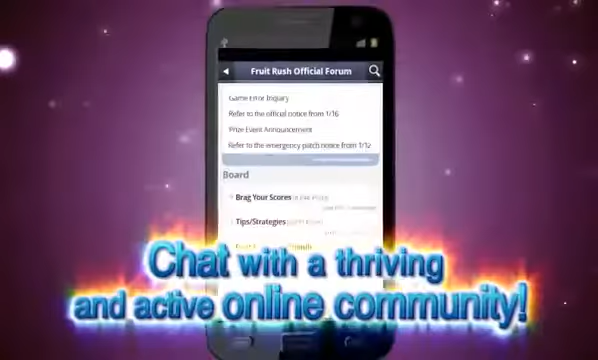 Fruit Rush Official Forum
Game Error Inquiry
Refer to the official notice from 1/16
Prize Event Announcement
Refer to the emergency patch notice from 1/12
Board
Brag Your Scores
Tips/Strategies
Chat with a thriving
and active online community!